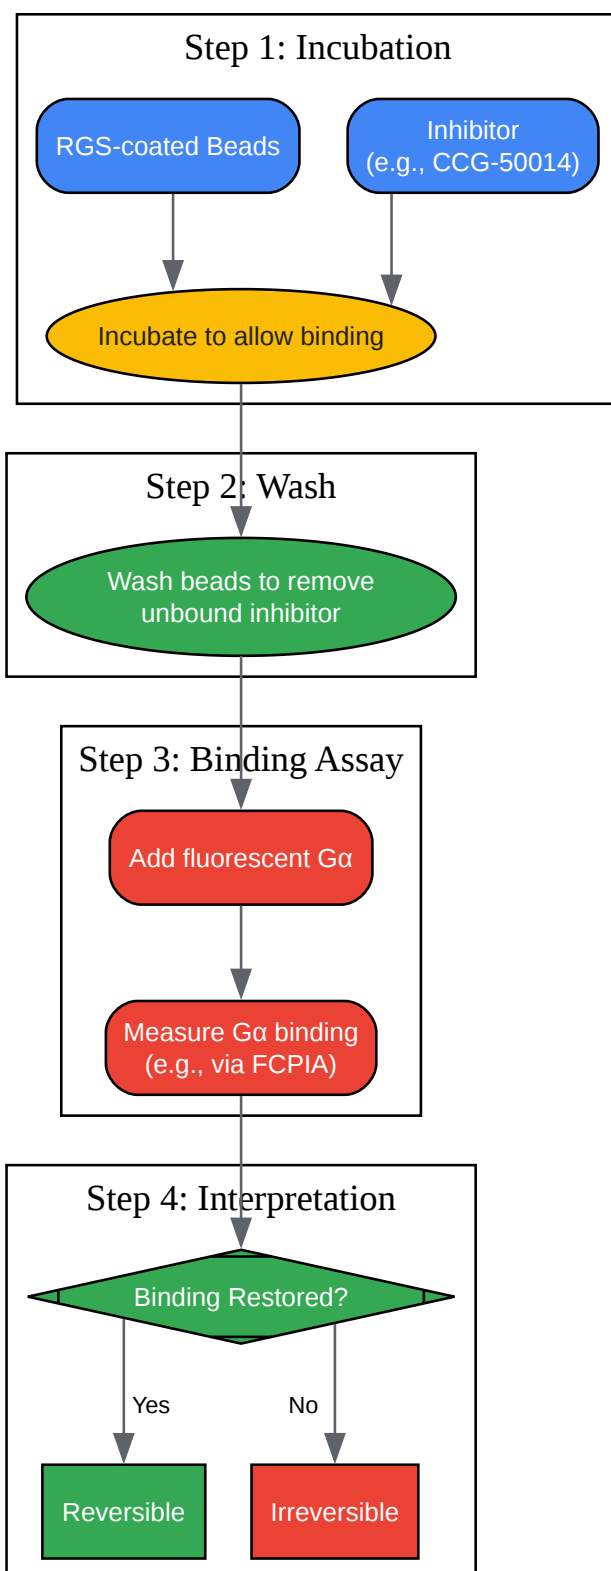 Step 1: Incubation
RGS-coated Beads
Inhibitor
(e.g., CCG-50014)
Incubate to allow binding
Step 2: Wash
Wash beads to remove
unbound inhibitor
Step 3: Binding Assay
Add fluorescent Gα
Measure Gα binding
(e.g., via FCPIA)
Step 4: Interpretation
Binding Restored?
Yes
No
Reversible
Irreversible